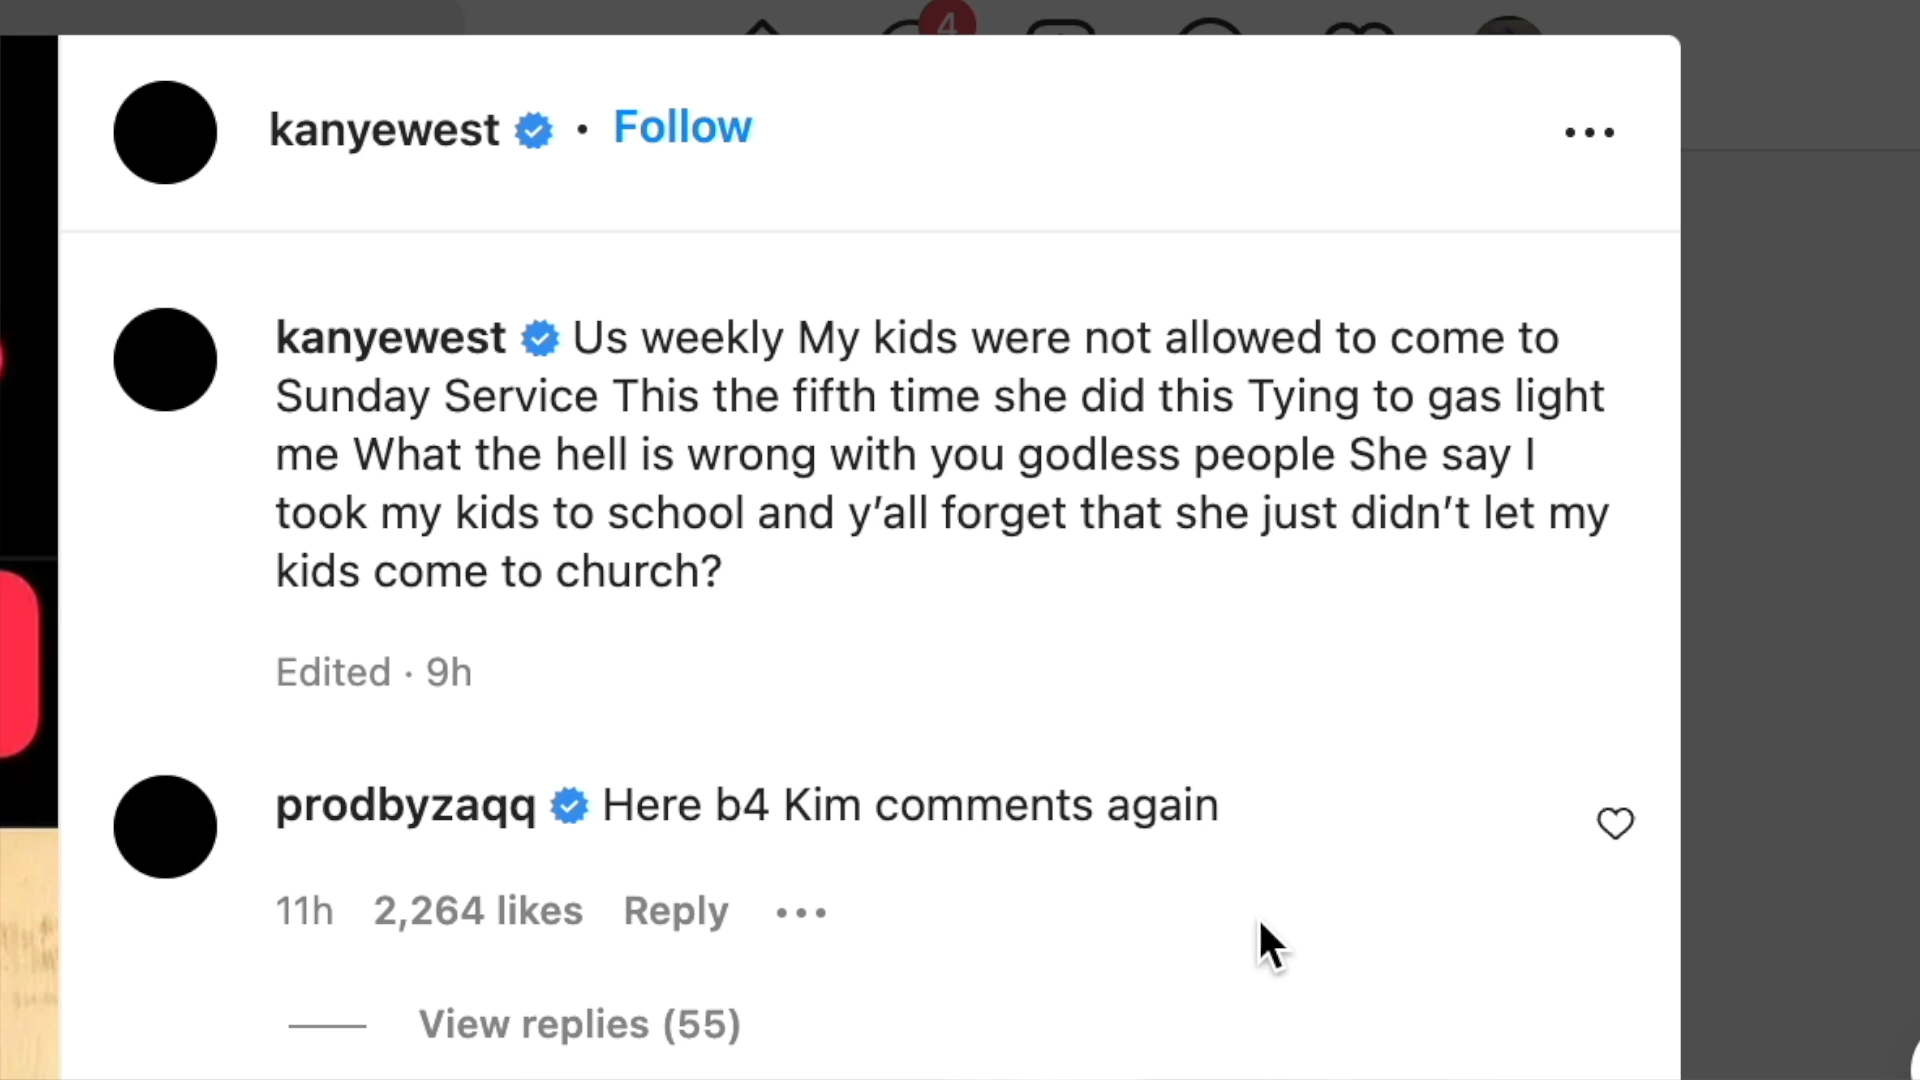 4
kanyewest • Follow
kanyewest Us weekly My kids were not allowed to come to
Sunday Service This the fifth time she did this Tying to gas light
me What the hell is wrong with you godless people She say I
took my kids to school and y’all forget that she just didn’t let my
kids come to church?
Edited · 9h
prodbyzaqq Here b4 Kim comments again
11h 2,264 likes Reply
View replies (55)